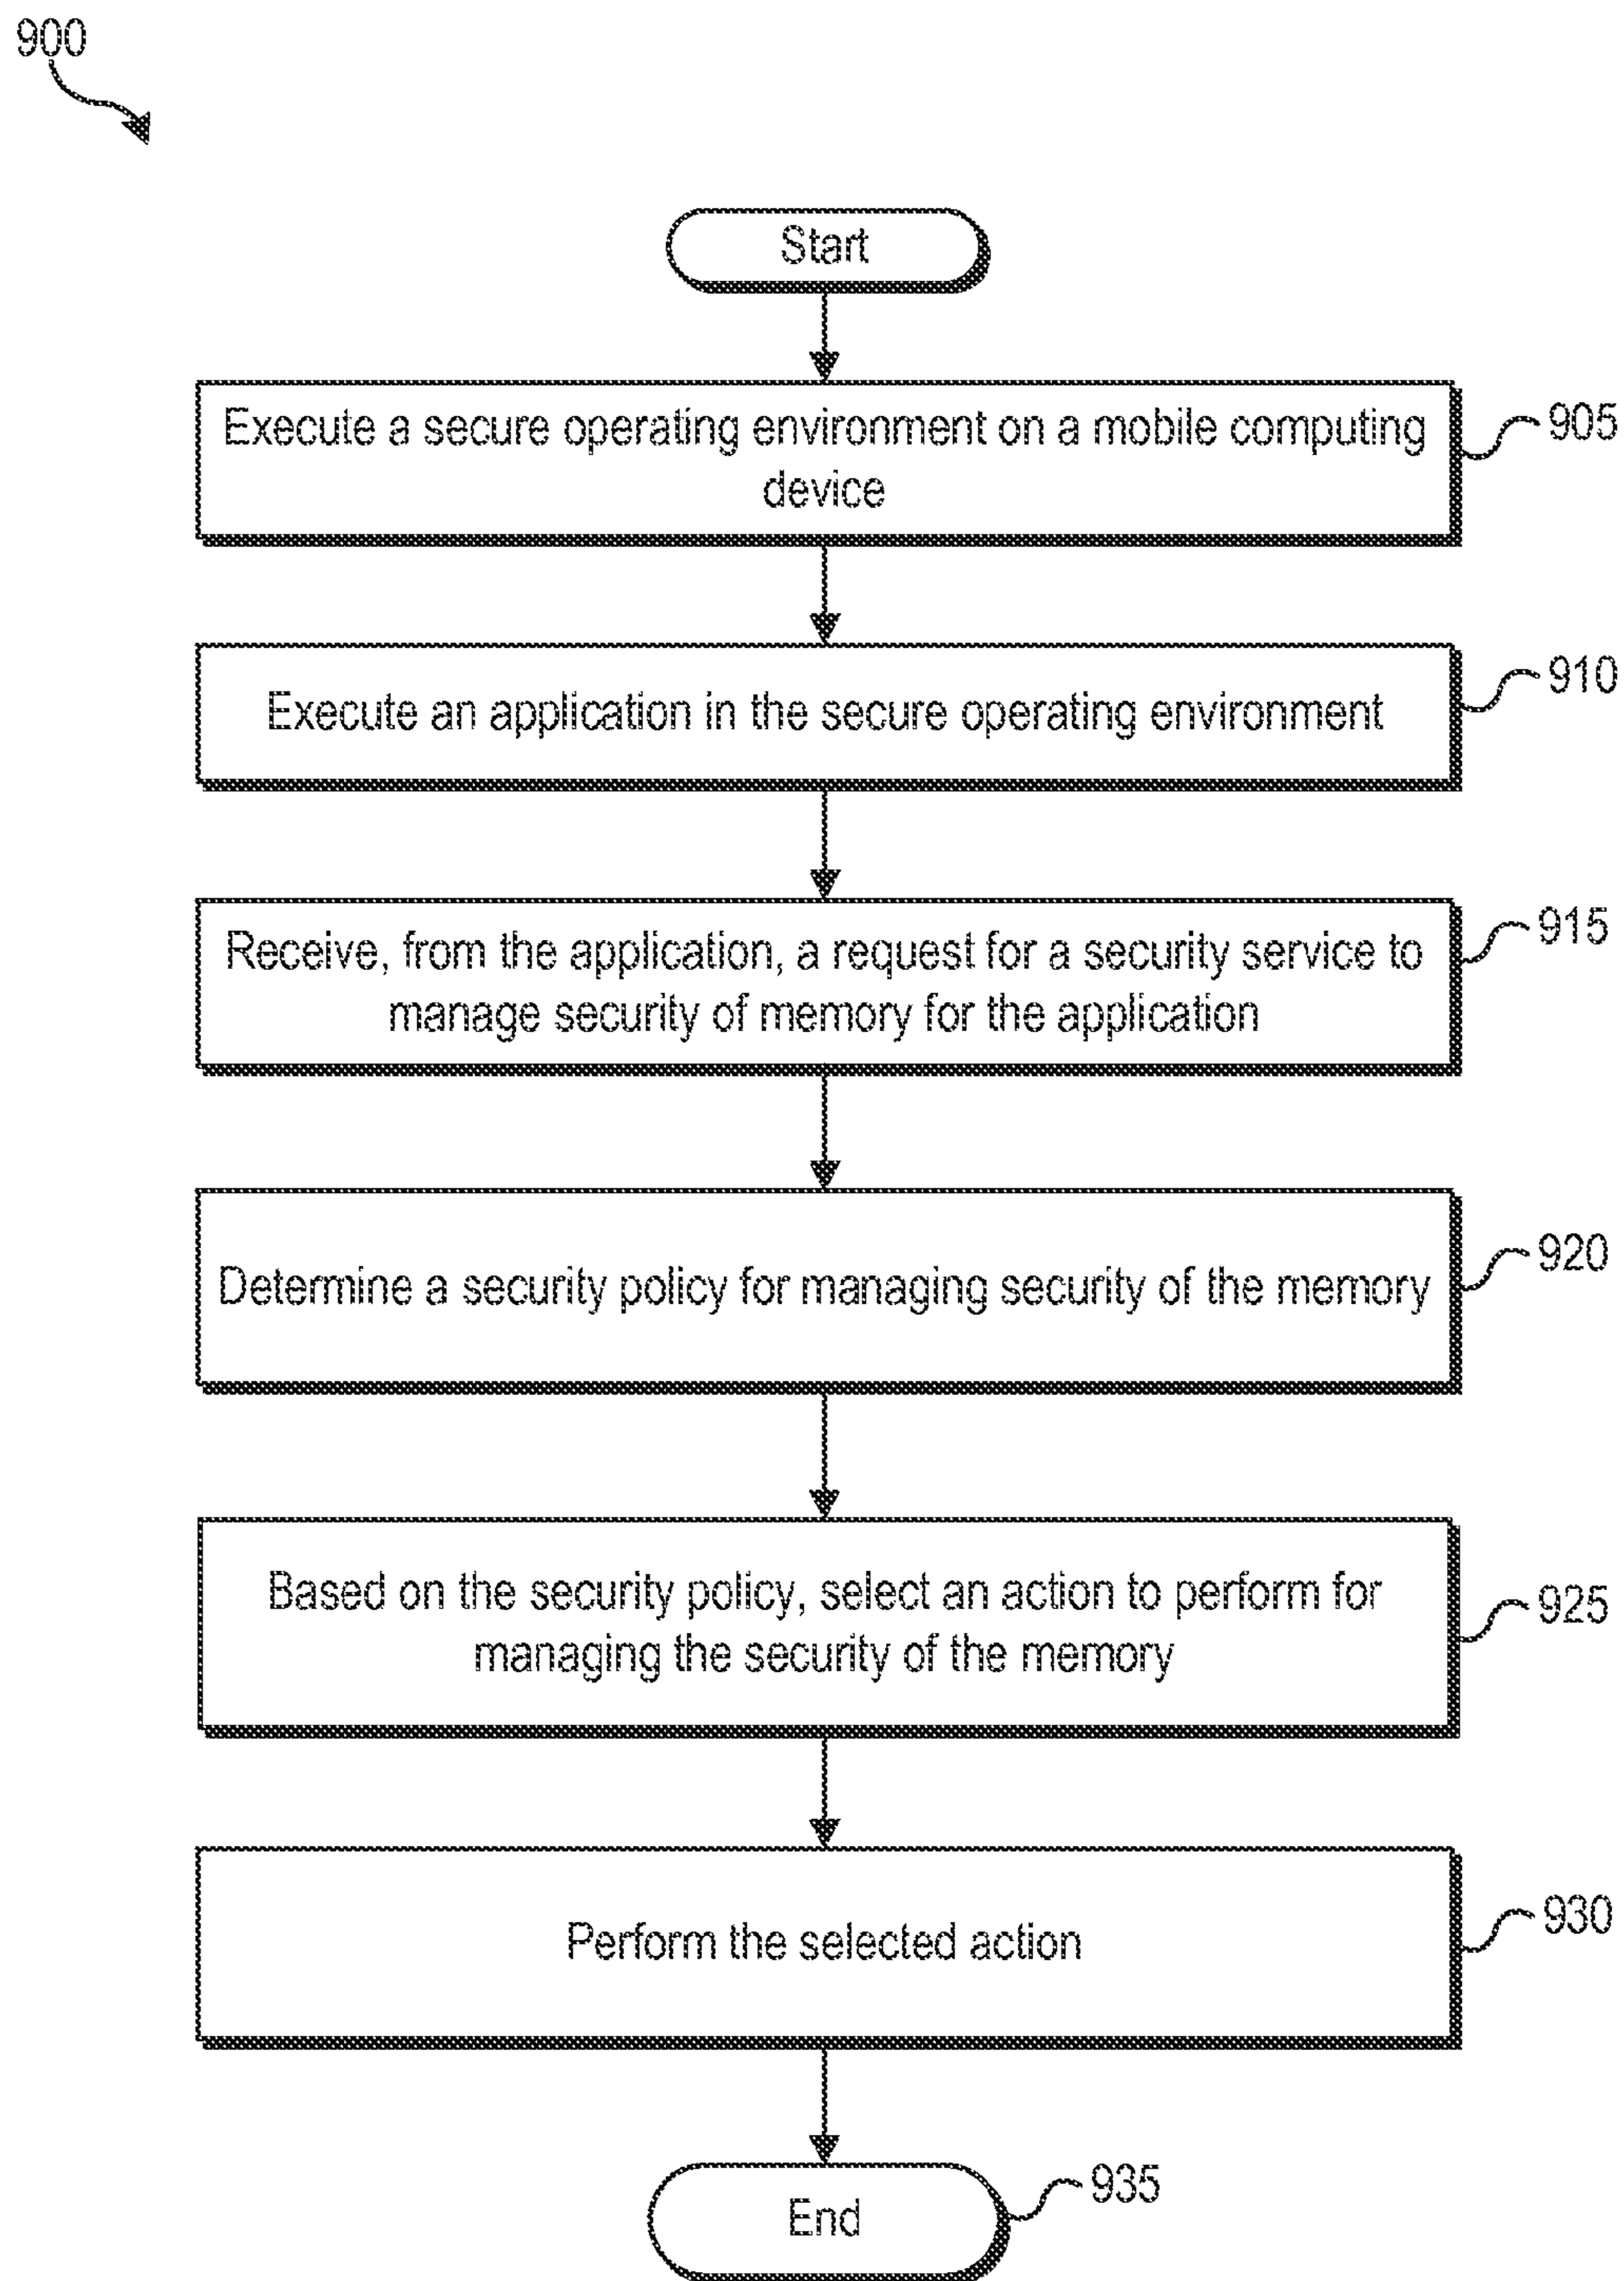 900
Start
Execute a secure operating environment on a mobile computing
device
905
Execute an application in the secure operating environment
910
Receive, from the application, a request for a security service to
manage security of memory for the application
915
Determine a security policy for managing security of the memory
920
Based on the security policy, select an action to perform for
managing the security of the memory
925
Perform the selected action
930
End
935